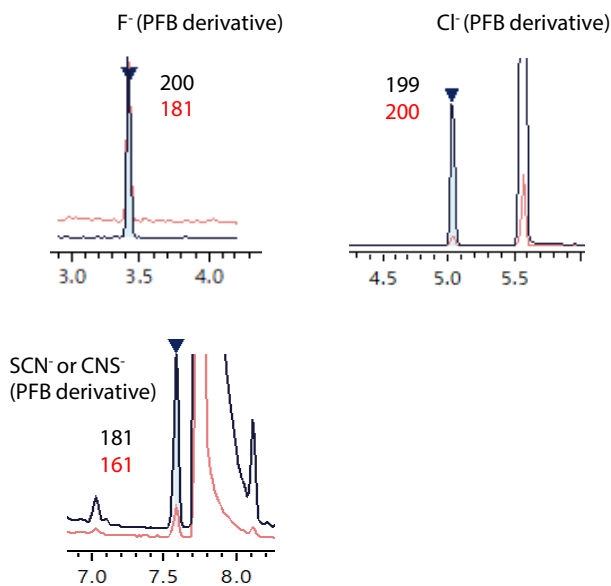 F⁻ (PFB derivative)
200
181
3.0 3.5 4.0
Cl⁻ (PFB derivative)
199
200
4.5 5.0 5.5
SCN⁻ or CNS⁻
(PFB derivative)
181
161
7.0 7.5 8.0